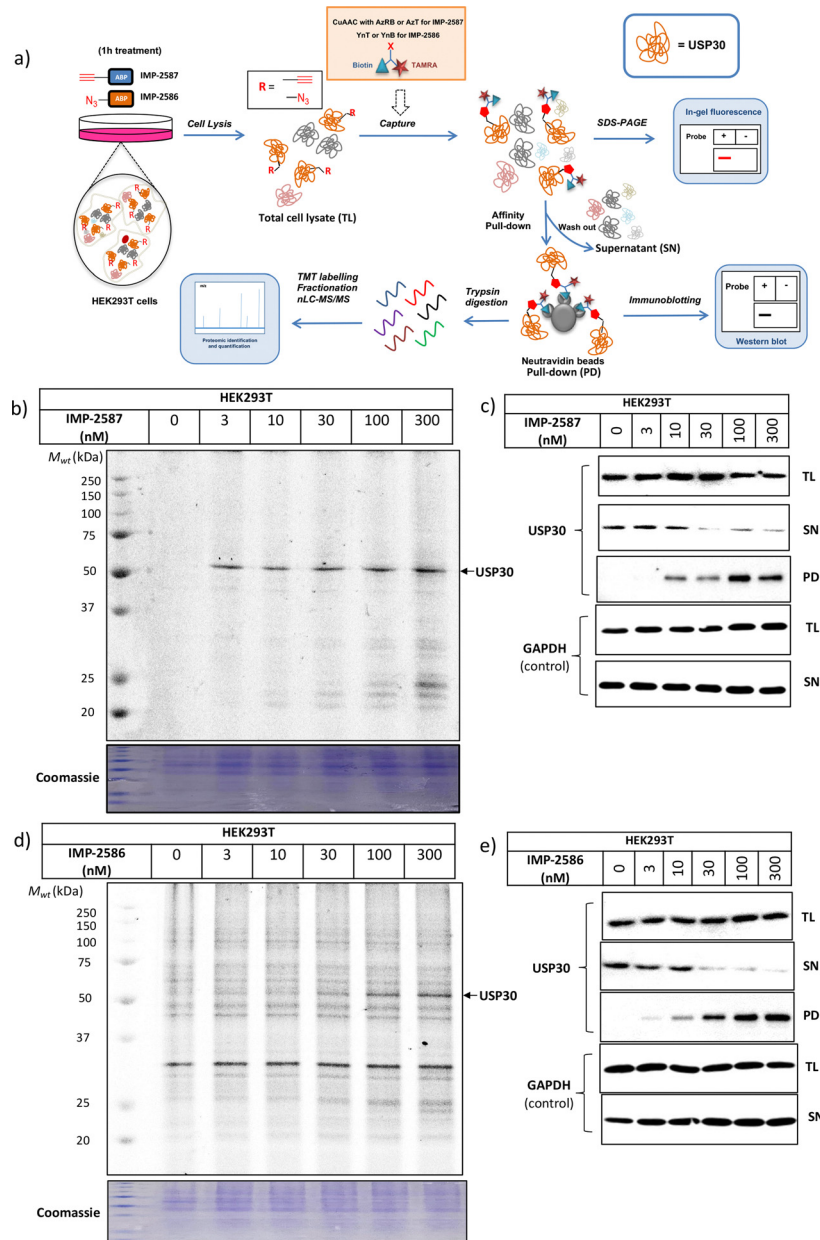 a)
(1h treatment)
ABP IMP-2587
N₃ ABP IMP-2586
HEK293T cells
Cell Lysis
R =
N₃
R
R
R
Total cell lysate (TL)
CuAAC with AzRB or AzT for IMP-2587
YnT or YnB for IMP-2586
X
Biotin TAMRA
Capture
= USP30
SDS-PAGE
In-gel fluorescence
Probe + -
Affinity
Pull-down
Wash out
Supernatant (SN)
Neutravidin beads
Pull-down (PD)
Immunoblotting
Probe + -
Western blot
Trypsin
digestion
TMT labelling
Fractionation
nLC-MS/MS
Proteomic identification
and quantification
b)
HEK293T
IMP-2587 (nM) 0 3 10 30 100 300
Mwt (kDa)
250
150
100
75
50
37
25
20
USP30
Coomassie
c)
HEK293T
IMP-2587 (nM) 0 3 10 30 100 300
USP30
TL
SN
PD
GAPDH
(control)
TL
SN
d)
HEK293T
IMP-2586 (nM) 0 3 10 30 100 300
Mwt (kDa)
250
150
100
75
50
37
25
20
USP30
Coomassie
e)
HEK293T
IMP-2586 (nM) 0 3 10 30 100 300
USP30
TL
SN
PD
GAPDH
(control)
TL
SN